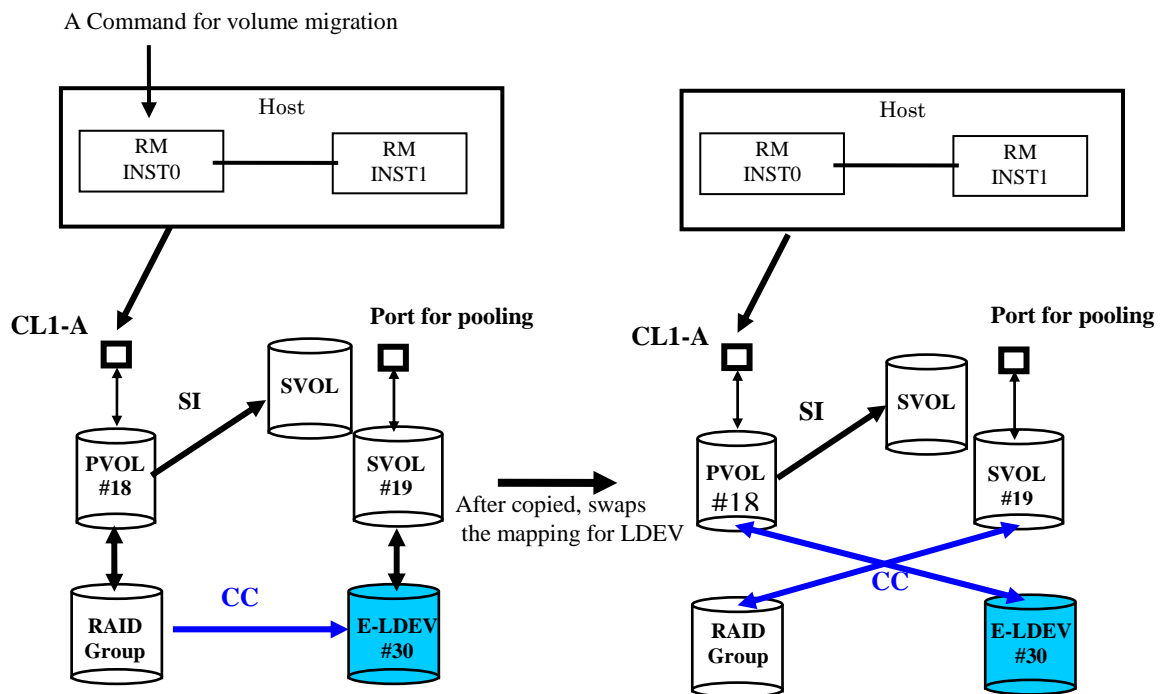 A Command for volume migration
Host
RM
INST0
RM
INST1
CL1-A
Port for pooling
SI
SVOL
PVOL
#18
SVOL
#19
CC
RAID
Group
E-LDEV
#30
After copied, swaps
the mapping for LDEV
Host
RM
INST0
RM
INST1
CL1-A
Port for pooling
SI
SVOL
PVOL
#18
SVOL
#19
CC
RAID
Group
E-LDEV
#30